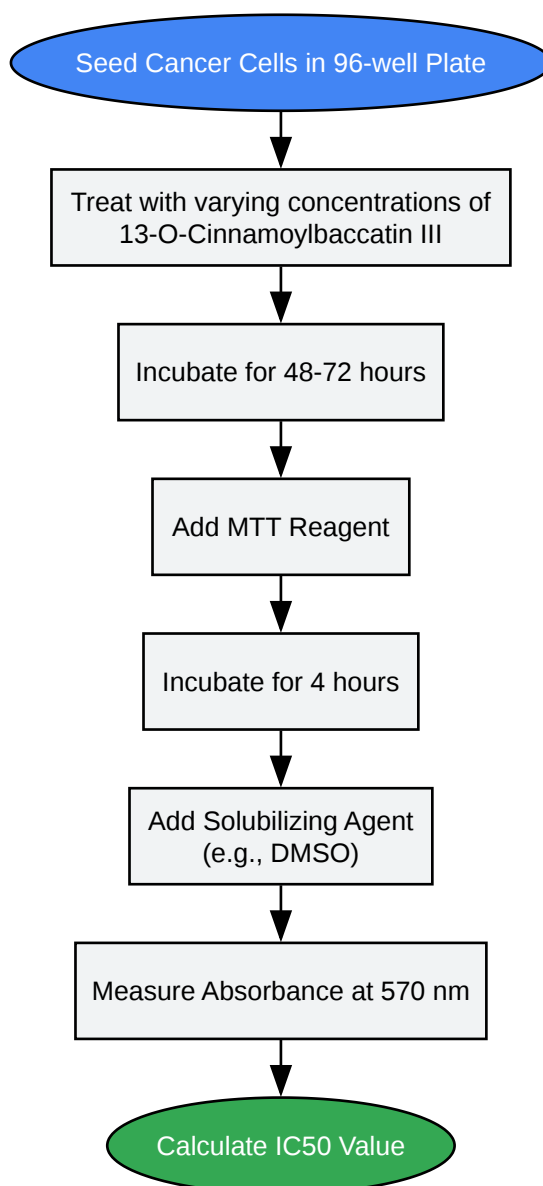 Seed Cancer Cells in 96-well Plate
Treat with varying concentrations of
13-O-Cinnamoylbaccatin III
Incubate for 48-72 hours
Add MTT Reagent
Incubate for 4 hours
Add Solubilizing Agent
(e.g., DMSO)
Measure Absorbance at 570 nm
Calculate IC50 Value